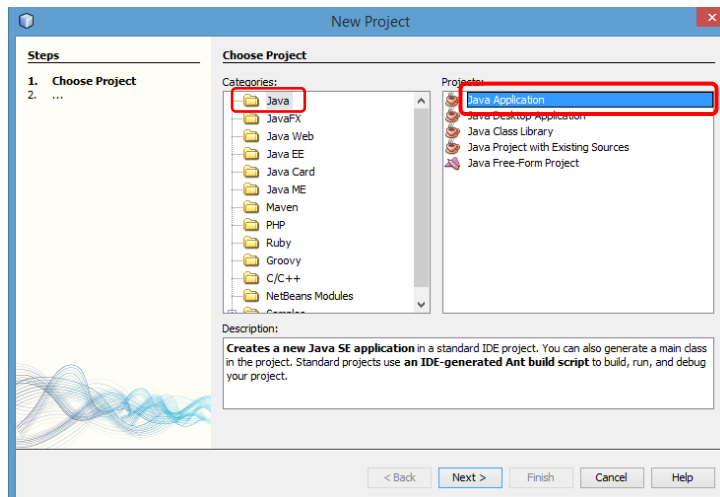 New Project
Steps
1. Choose Project
2. ...
Choose Project
Categories:
Java
JavaFX
Java Web
Java EE
Java Card
Java ME
Maven
PHP
Ruby
Groovy
C/C++
NetBeans Modules
Samples
Projects:
Java Application
Java Desktop Application
Java Class Library
Java Project with Existing Sources
Java Free-Form Project
Description:
Creates a new Java SE application in a standard IDE project. You can also generate a main class
in the project. Standard projects use an IDE-generated Ant build script to build, run, and debug
your project.
< Back
Next >
Finish
Cancel
Help